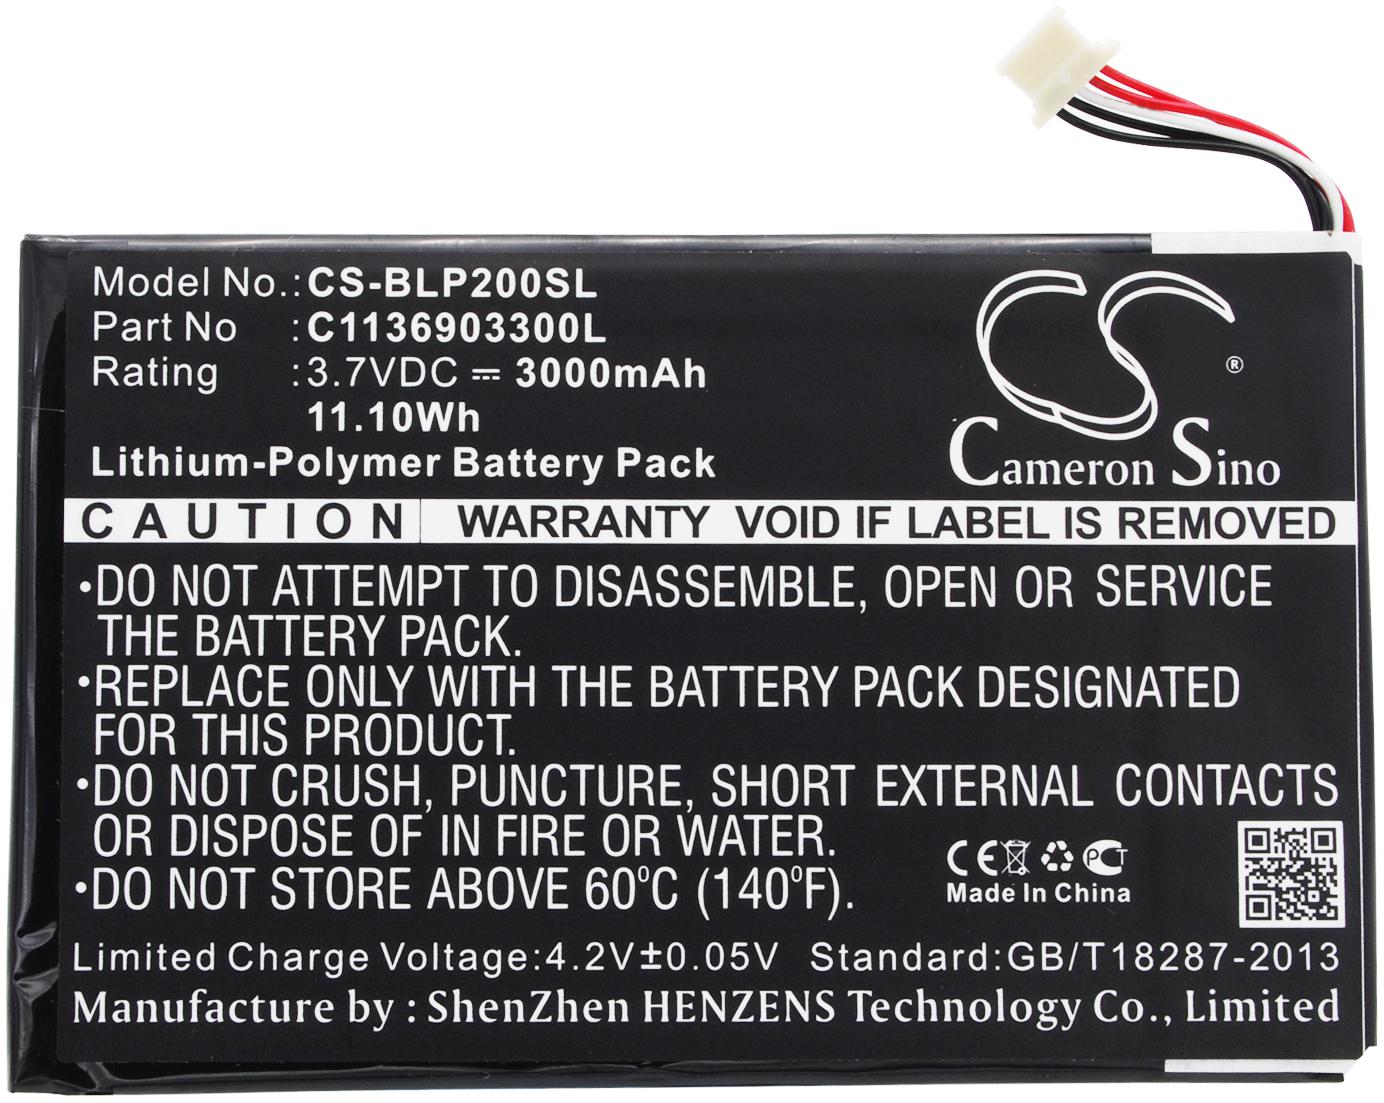 Model No.: CS-BLP200SL
Part No : C1136903300L
Rating : 3.7VDC ⎓ 3000mAh
11.10Wh
Lithium-Polymer Battery Pack
CS ®
Cameron Sino
CAUTION WARRANTY VOID IF LABEL IS REMOVED
•DO NOT ATTEMPT TO DISASSEMBLE, OPEN OR SERVICE
THE BATTERY PACK.
•REPLACE ONLY WITH THE BATTERY PACK DESIGNATED
FOR THIS PRODUCT.
•DO NOT CRUSH, PUNCTURE, SHORT EXTERNAL CONTACTS
OR DISPOSE OF IN FIRE OR WATER.
•DO NOT STORE ABOVE 60°C (140°F).
CE PCT
Made In China
Limited Charge Voltage:4.2V±0.05V Standard:GB/T18287-2013
Manufacture by : ShenZhen HENZENS Technology Co., Limited